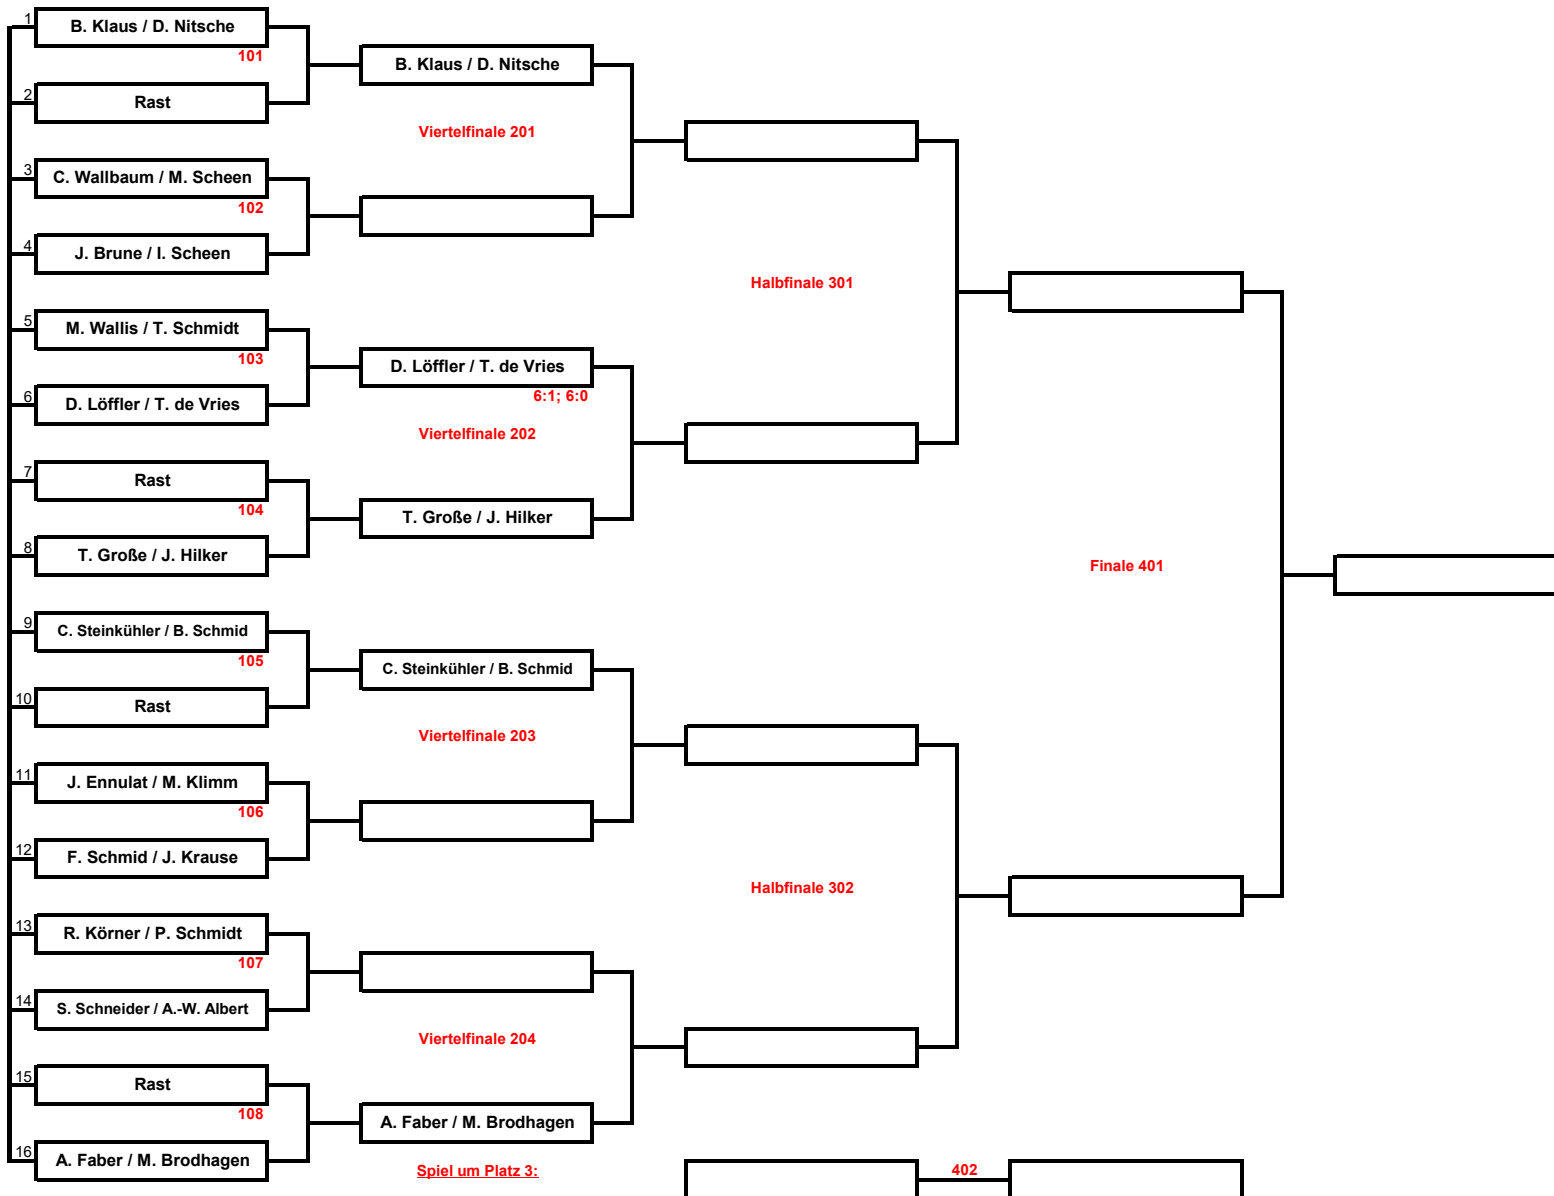 1
B. Klaus / D. Nitsche
101
2
Rast
3
C. Wallbaum / M. Scheen
102
4
J. Brune / I. Scheen
5
M. Wallis / T. Schmidt
103
6
D. Löffler / T. de Vries
7
Rast
104
8
T. Große / J. Hilker
9
C. Steinkühler / B. Schmid
105
10
Rast
11
J. Ennulat / M. Klimm
106
12
F. Schmid / J. Krause
13
R. Körner / P. Schmidt
107
14
S. Schneider / A.-W. Albert
15
Rast
108
16
A. Faber / M. Brodhagen
B. Klaus / D. Nitsche
Viertelfinale 201
D. Löffler / T. de Vries
6:1; 6:0
Viertelfinale 202
T. Große / J. Hilker
C. Steinkühler / B. Schmid
Viertelfinale 203
Viertelfinale 204
A. Faber / M. Brodhagen
Halbfinale 301
Halbfinale 302
Finale 401
Spiel um Platz 3:
402